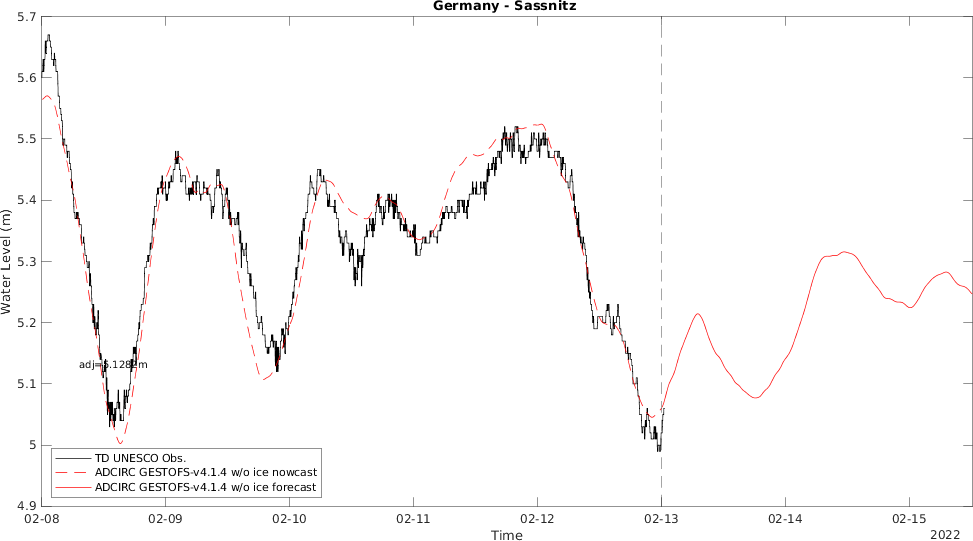 Germany - Sassnitz
5.7
5.6
5.5
5.4
5.3
5.2
5.1
5
4.9
Water Level (m)
adj=5.1282m
TD UNESCO Obs.
ADCIRC GESTOFS-v4.1.4 w/o ice nowcast
ADCIRC GESTOFS-v4.1.4 w/o ice forecast
02-08 02-09 02-10 02-11 02-12 02-13 02-14 02-15
Time
2022